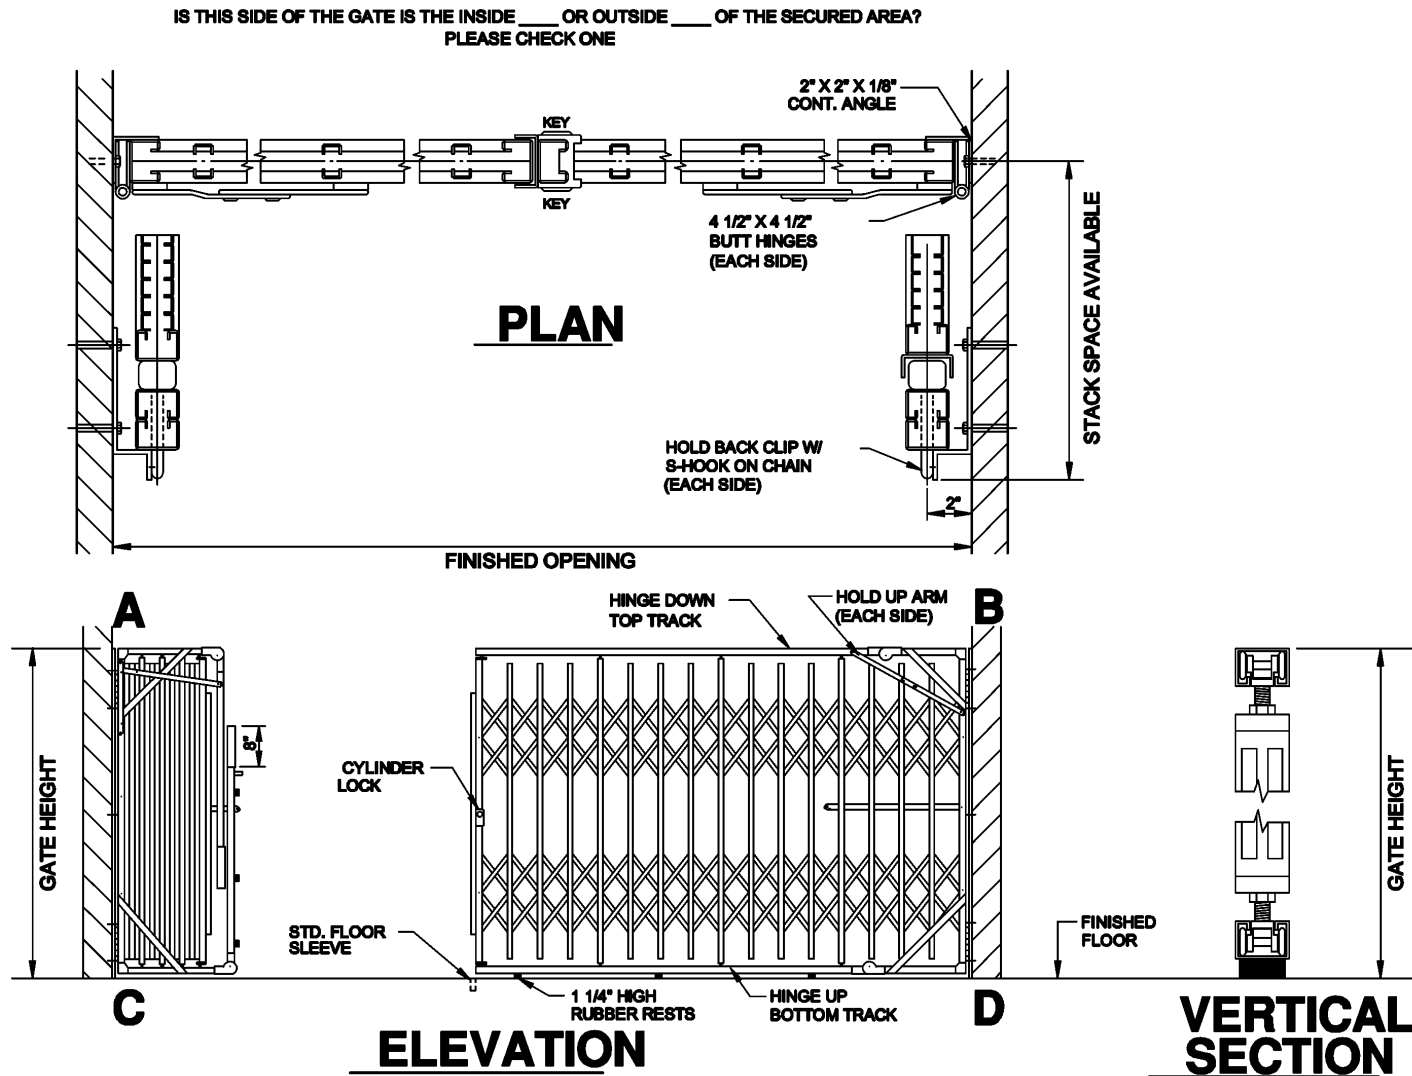 IS THIS SIDE OF THE GATE IS THE INSIDE ____ OR OUTSIDE ____ OF THE SECURED AREA?
PLEASE CHECK ONE
2" X 2" X 1/8"
CONT. ANGLE
KEY
KEY
4 1/2" X 4 1/2"
BUTT HINGES
(EACH SIDE)
STACK SPACE AVAILABLE
PLAN
HOLD BACK CLIP W/
S-HOOK ON CHAIN
(EACH SIDE)
2"
FINISHED OPENING
A
B
HINGE DOWN
TOP TRACK
HOLD UP ARM
(EACH SIDE)
8"
GATE HEIGHT
CYLINDER
LOCK
GATE HEIGHT
STD. FLOOR
SLEEVE
FINISHED
FLOOR
C
D
1 1/4" HIGH
RUBBER RESTS
HINGE UP
BOTTOM TRACK
ELEVATION
VERTICAL
SECTION